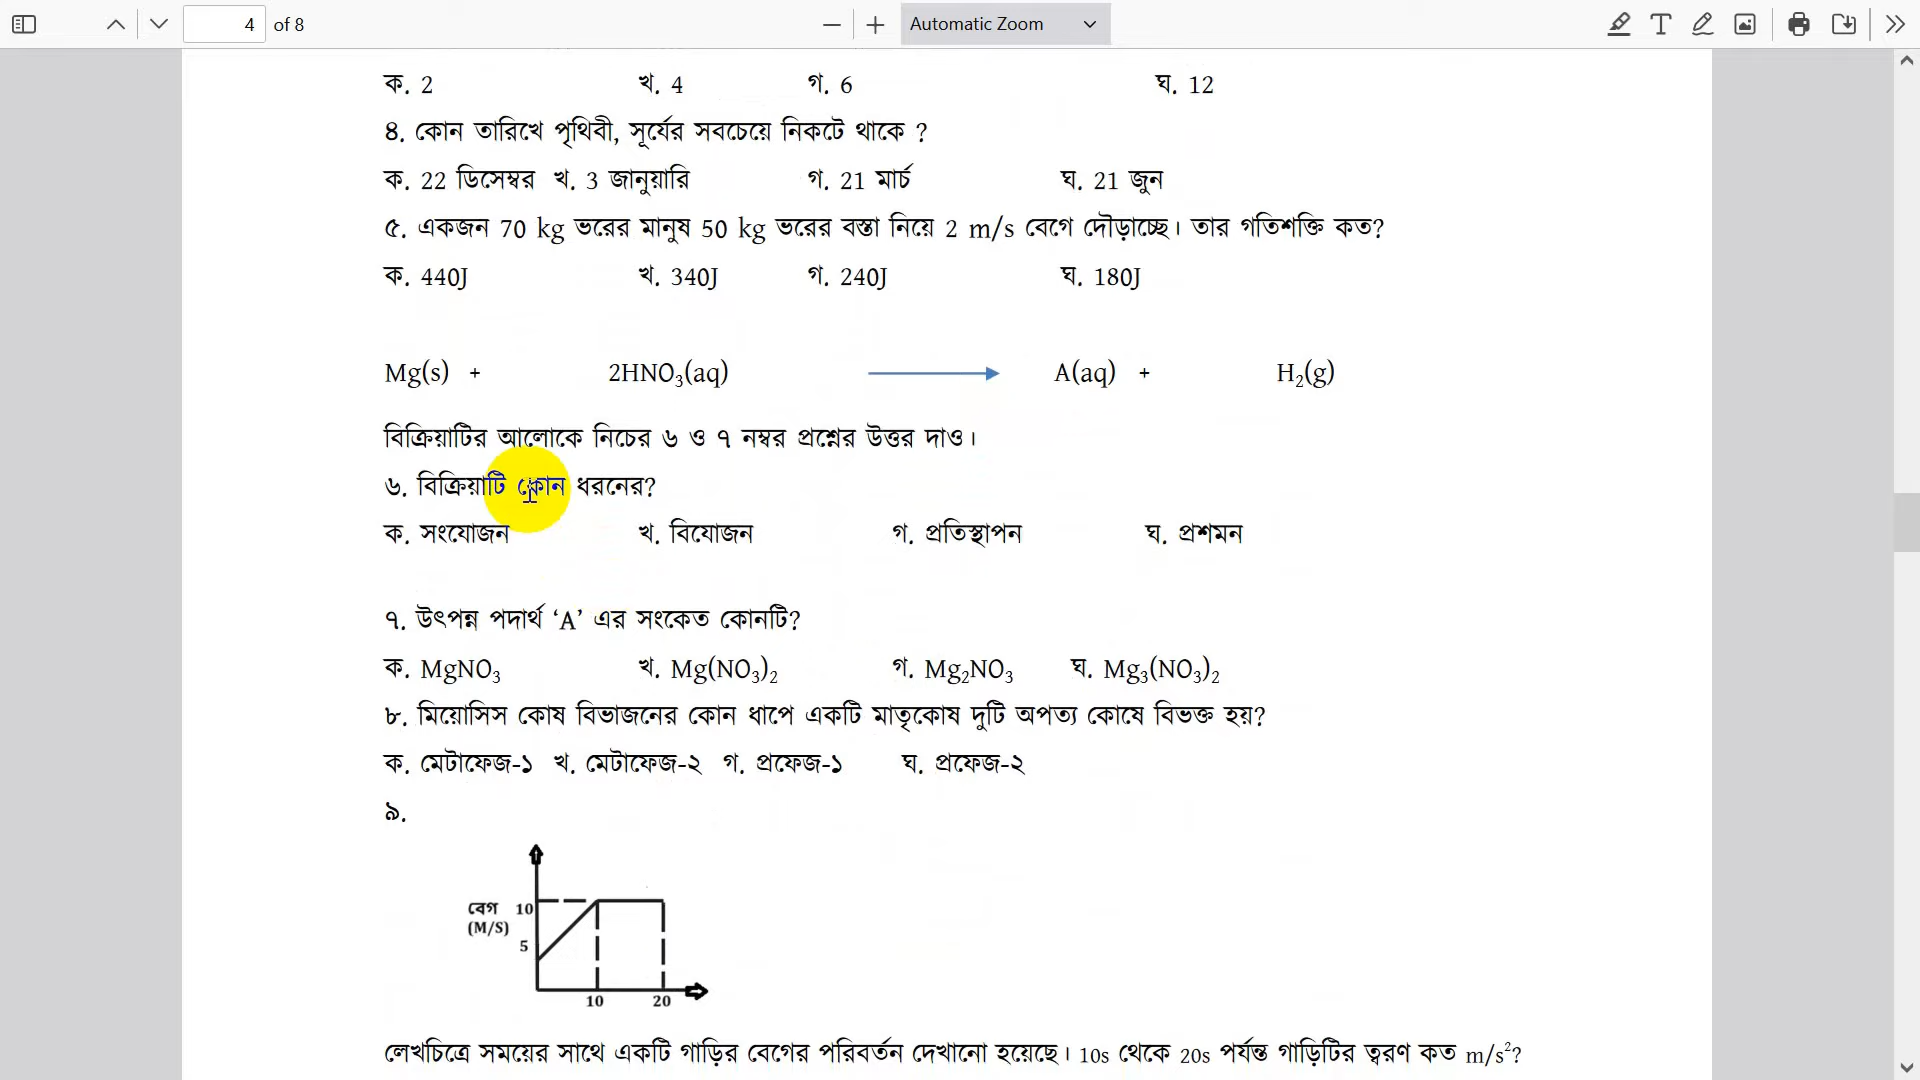 4 of 8 Automatic Zoom
ক. 2 খ. 4 গ. 6 ঘ. 12
৪. কোন তারিখে পৃথিবী, সূর্যের সবচেয়ে নিকটে থাকে ?
ক. 22 ডিসেম্বর খ. 3 জানুয়ারি গ. 21 মার্চ ঘ. 21 জুন
৫. একজন 70 kg ভরের মানুষ 50 kg ভরের বস্তা নিয়ে 2 m/s বেগে দৌড়াচ্ছে। তার গতিশক্তি কত?
ক. 440J খ. 340J গ. 240J ঘ. 180J
Mg(s) + 2HNO₃(aq) → A(aq) + H₂(g)
বিক্রিয়াটির আলোকে নিচের ৬ ও ৭ নম্বর প্রশ্নের উত্তর দাও।
৬. বিক্রিয়াটি কোন ধরনের?
ক. সংযোজন খ. বিযোজন গ. প্রতিস্থাপন ঘ. প্রশমন
৭. উৎপন্ন পদার্থ ‘A’ এর সংকেত কোনটি?
ক. MgNO₃ খ. Mg(NO₃)₂ গ. Mg₂NO₃ ঘ. Mg₃(NO₃)₂
৮. মিয়োসিস কোষ বিভাজনের কোন ধাপে একটি মাতৃকোষ দুটি অপত্য কোষে বিভক্ত হয়?
ক. মেটাফেজ-১ খ. মেটাফেজ-২ গ. প্রফেজ-১ ঘ. প্রফেজ-২
৯.
বেগ 10
(M/S)
5
10 20
লেখচিত্রে সময়ের সাথে একটি গাড়ির বেগের পরিবর্তন দেখানো হয়েছে। 10s থেকে 20s পর্যন্ত গাড়িটির ত্বরণ কত m/s²?